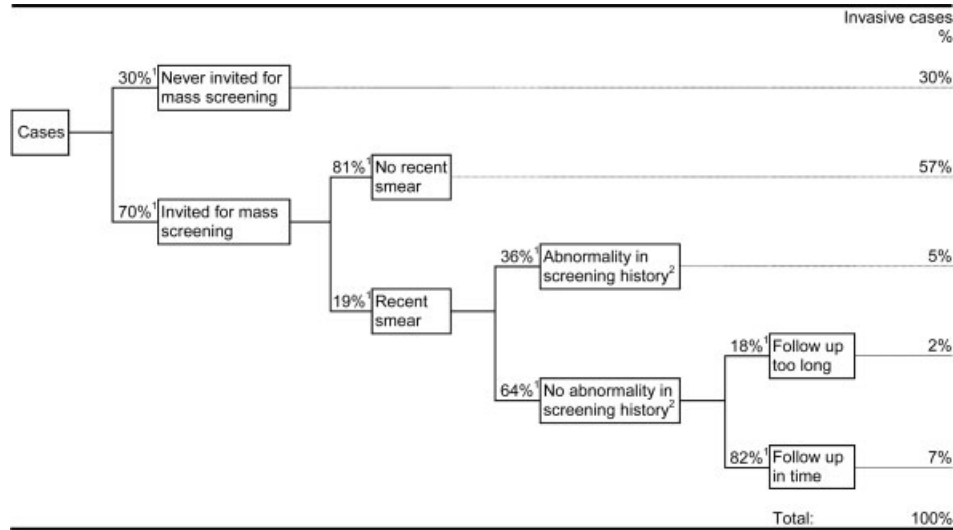 Invasive cases
%
30%¹ Never invited for 30%
mass screening
Cases
81%¹ No recent 57%
smear
70%¹ Invited for mass
screening
36%¹ Abnormality in 5%
screening history²
19%¹ Recent
smear
18%¹ Follow up 2%
too long
64%¹ No abnormality in
screening history²
82%¹ Follow up 7%
in time
Total: 100%